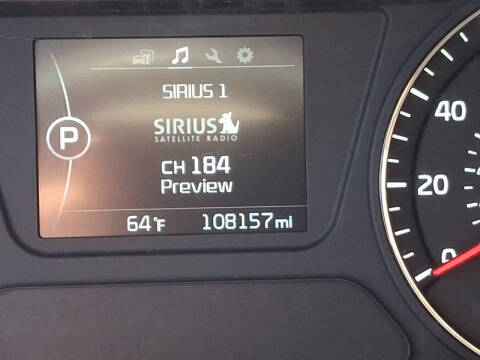 SIRIUS 1
P
SIRIUS
SATELLITE RADIO
CH 184
Preview
64°F 108157mi
40
20
0